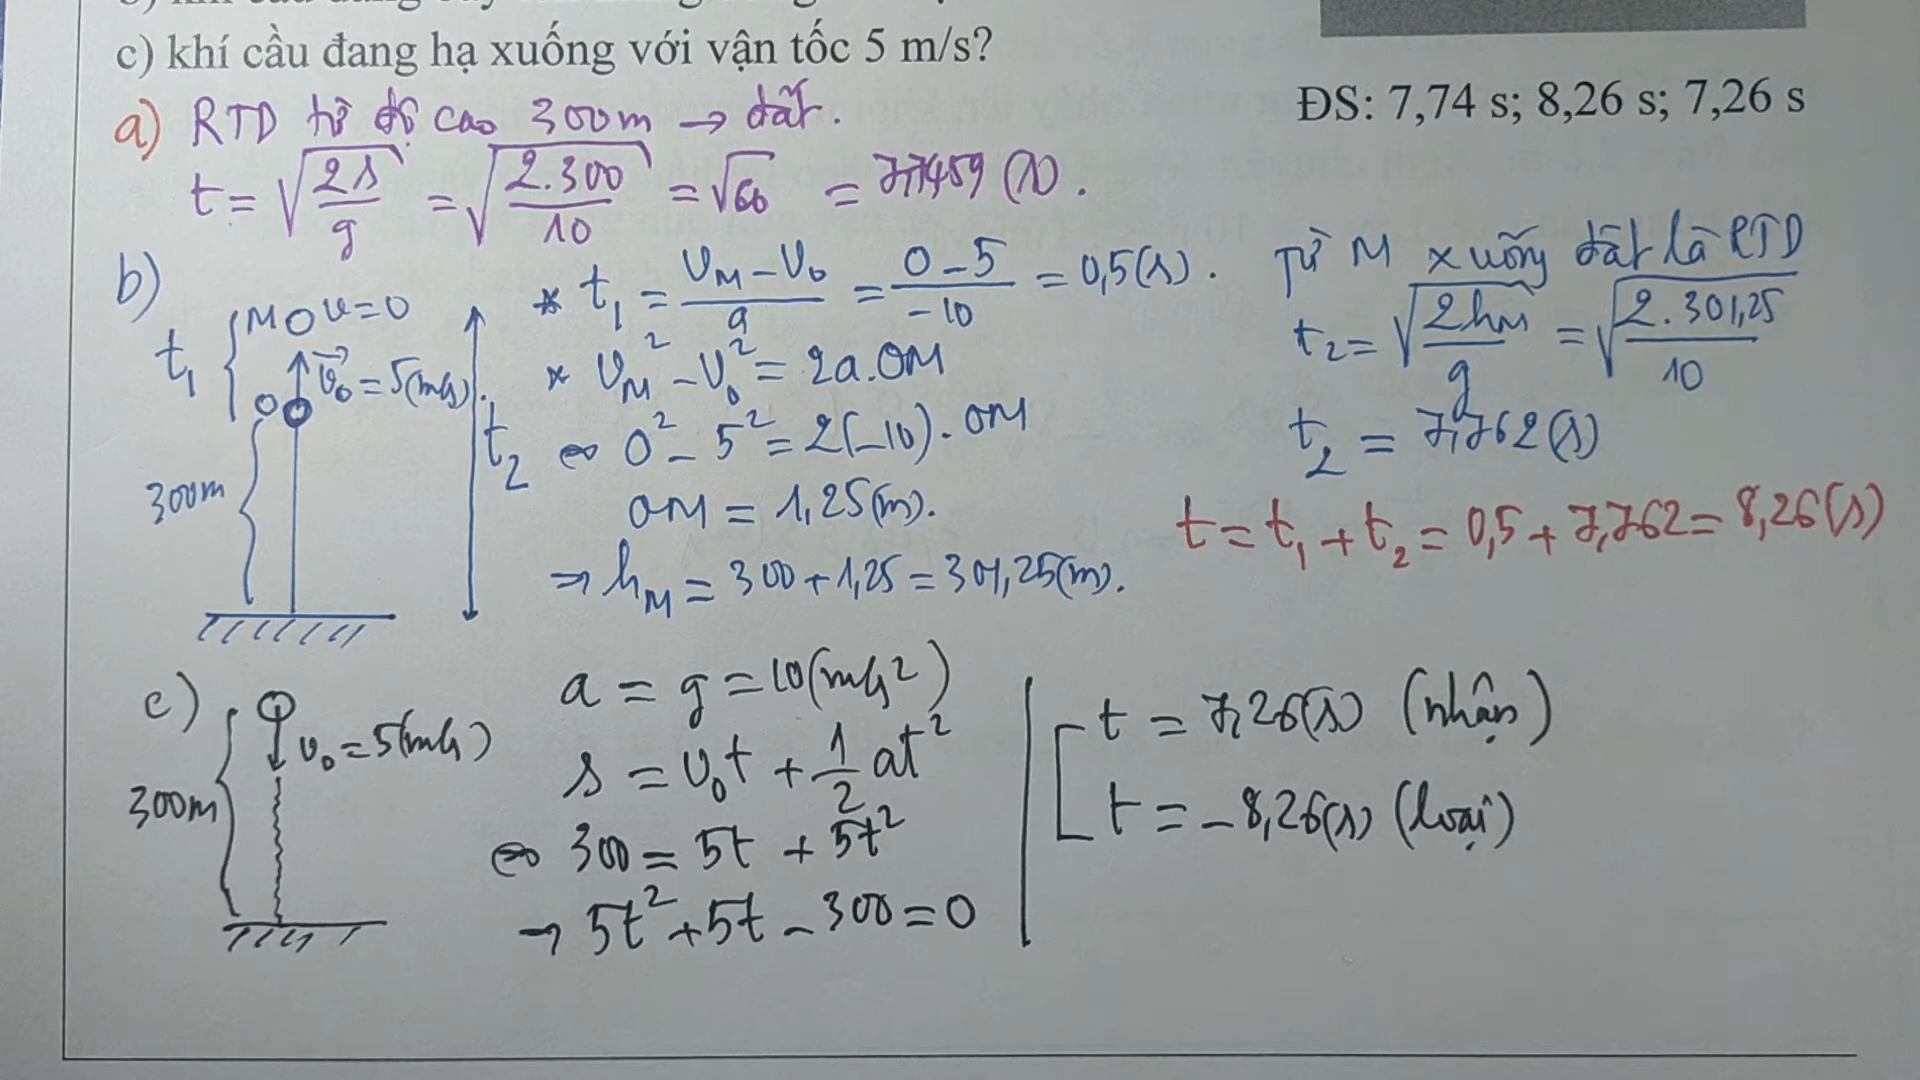 c) khí cầu đang hạ xuống với vận tốc 5 m/s?
ĐS: 7,74 s; 8,26 s; 7,26 s
a) RTD từ độ cao 300m → đất.
t = √(2s/g) = √(2.300/10) = √60 = 7,7459 (s).
b)
t₁ { M O v=0
O v⃗₀ = 5(m/s).
300m
t₂
* t₁ = (v_M − v₀)/a = (0 − 5)/(−10) = 0,5(s).
* v_M² − v₀² = 2a.OM
⇔ 0² − 5² = 2(−10).OM
OM = 1,25(m).
⇒ h_M = 300 + 1,25 = 301,25(m).
Từ M xuống đất là RTD
t₂ = √(2h_M/g) = √(2.301,25/10)
t₂ = 7,762(s)
t = t₁ + t₂ = 0,5 + 7,762 = 8,26(s)
c)
v₀ = 5(m/s)
300m
a = g = 10(m/s²)
s = v₀t + 1/2 at²
⇔ 300 = 5t + 5t²
→ 5t² + 5t − 300 = 0
[ t = 7,26(s) (nhận)
t = −8,26(s) (loại)